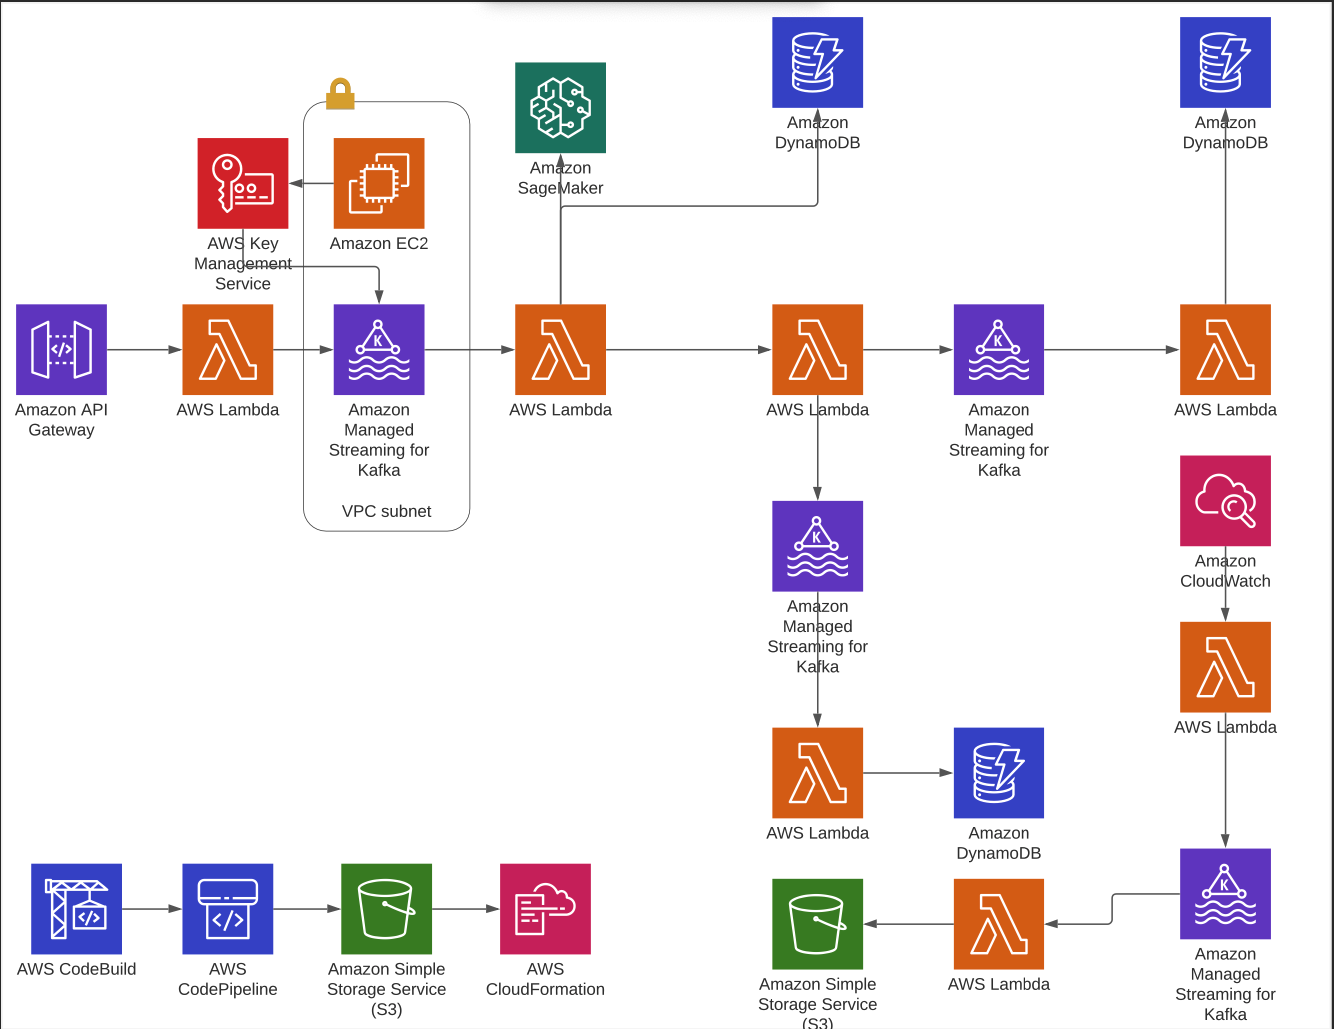 Amazon
DynamoDB
Amazon
DynamoDB
Amazon
SageMaker
AWS Key
Management
Service
Amazon EC2
Amazon API
Gateway
AWS Lambda
K
Amazon
Managed
Streaming for
Kafka
VPC subnet
AWS Lambda
AWS Lambda
K
Amazon
Managed
Streaming for
Kafka
AWS Lambda
Amazon
CloudWatch
K
Amazon
Managed
Streaming for
Kafka
AWS Lambda
AWS Lambda
Amazon
DynamoDB
AWS CodeBuild
AWS
CodePipeline
Amazon Simple
Storage Service
(S3)
AWS
CloudFormation
Amazon Simple
Storage Service
(S3)
AWS Lambda
K
Amazon
Managed
Streaming for
Kafka